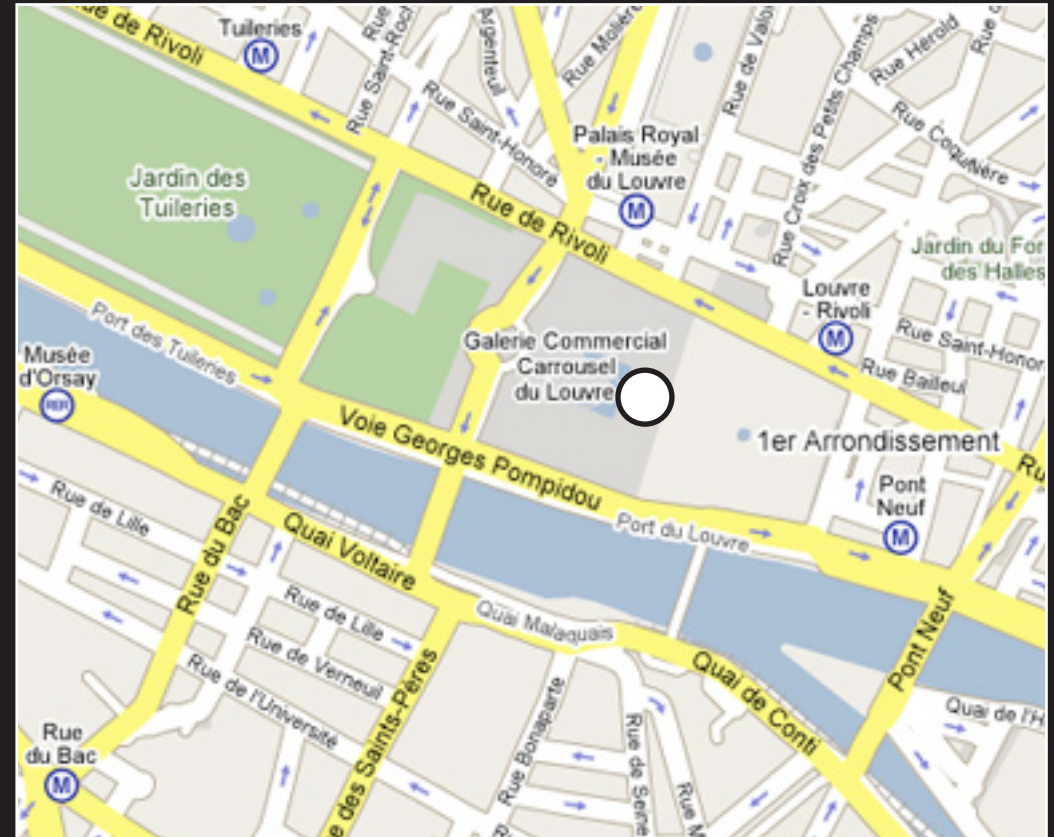 ue de Rivoli
Tuileries
M
Rue Saint-Roch
Argenteuil
Rue Molière
Rue de Valoi
Rue Croix des Petits Champs
Rue Hérold
Rue Saint-Honoré
Rue Coquillière
Palais Royal
- Musée
du Louvre
M
Jardin des
Tuileries
Rue de Rivoli
Jardin du For
des Halles
Louvre
- Rivoli
M
Rue Saint-Honor
Rue Bailleul
Port des Tuileries
Musée
d'Orsay
RER
Galerie Commercial
Carrousel
du Louvre
Voie Georges Pompidou
1er Arrondissement
Ru
Pont
Neuf
M
Port du Louvre
Rue de Lille
Rue du Bac
Quai Voltaire
Rue de Lille
Quai Malaquais
Pont Neuf
Rue de Verneuil
Rue de l'Université
Quai de Conti
Quai de l'H
e des Saints-Pères
Rue Bonaparte
Rue de Seine
Rue M
Rue
du Bac
M